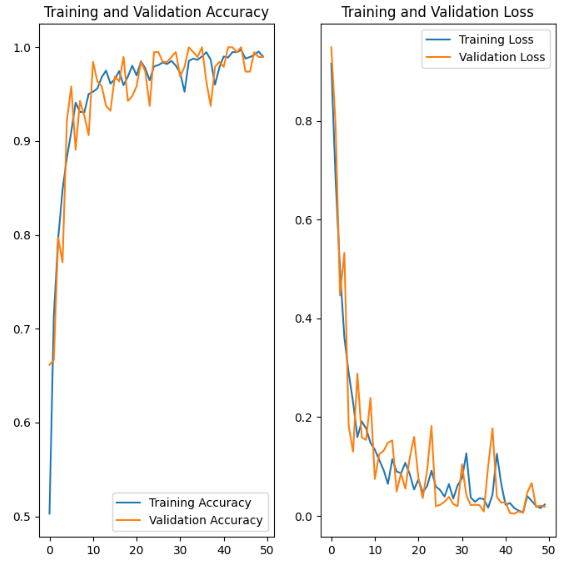 Training and Validation Accuracy
1.0
0.9
0.8
0.7
0.6
0.5
0 10 20 30 40 50
Training Accuracy
Validation Accuracy
Training and Validation Loss
Training Loss
Validation Loss
0.8
0.6
0.4
0.2
0.0
0 10 20 30 40 50